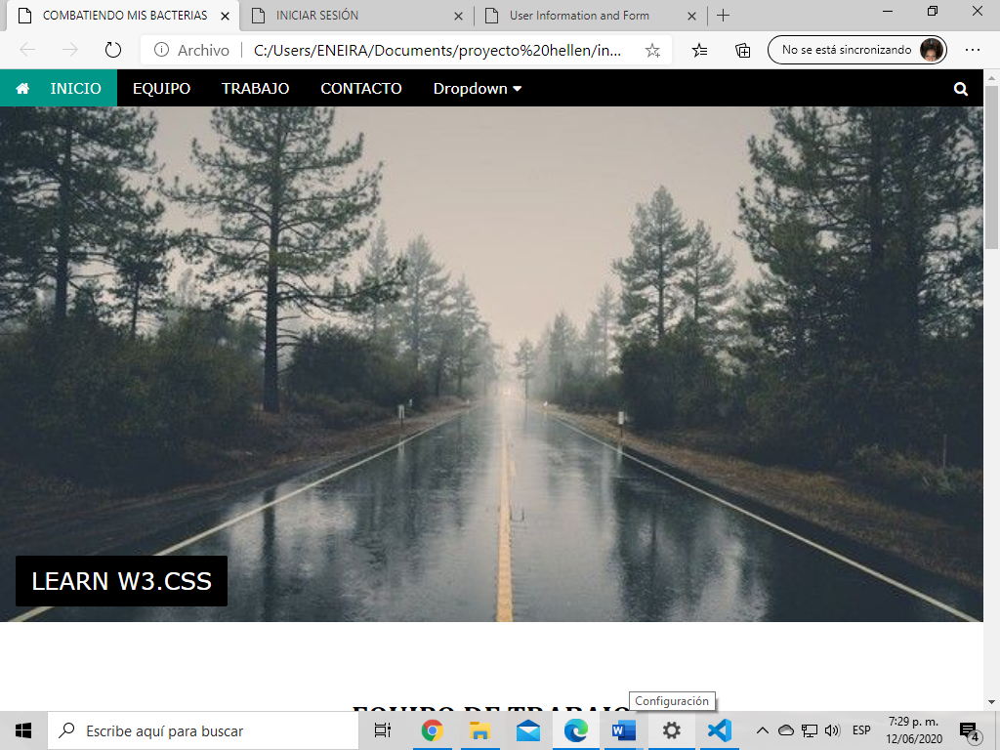 COMBATIENDO MIS BACTERIAS
INICIAR SESIÓN
User Information and Form
Archivo
C:/Users/ENEIRA/Documents/proyecto%20hellen/in...
No se está sincronizando
INICIO
EQUIPO
TRABAJO
CONTACTO
Dropdown
LEARN W3.CSS
EQUIPO DE TRABAJO
Configuración
Escribe aquí para buscar
ESP
7:29 p. m.
12/06/2020
4